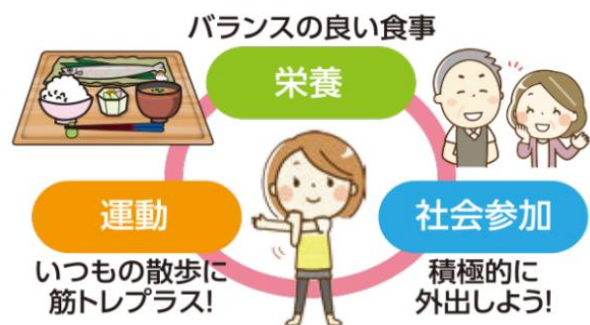 バランスの良い食事
栄養
運動
いつもの散歩に
筋トレプラス!
社会参加
積極的に
外出しよう!